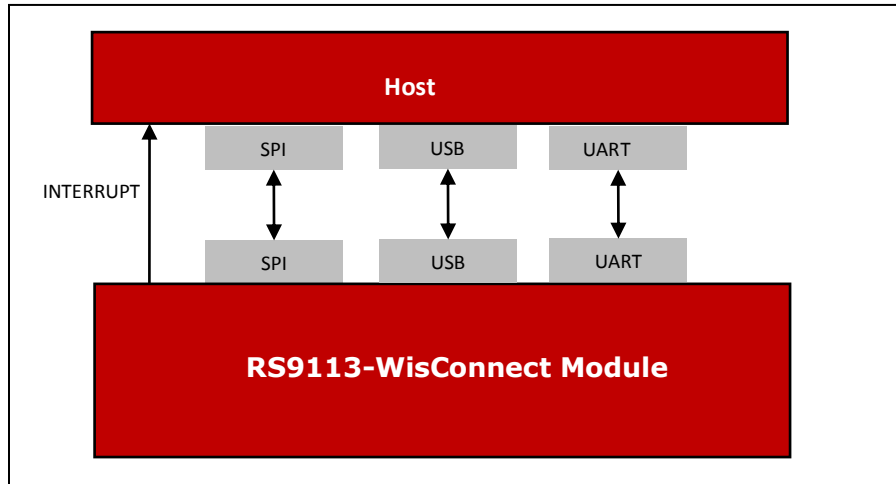 Host
SPI
USB
UART
INTERRUPT
SPI
USB
UART
RS9113-WisConnect Module